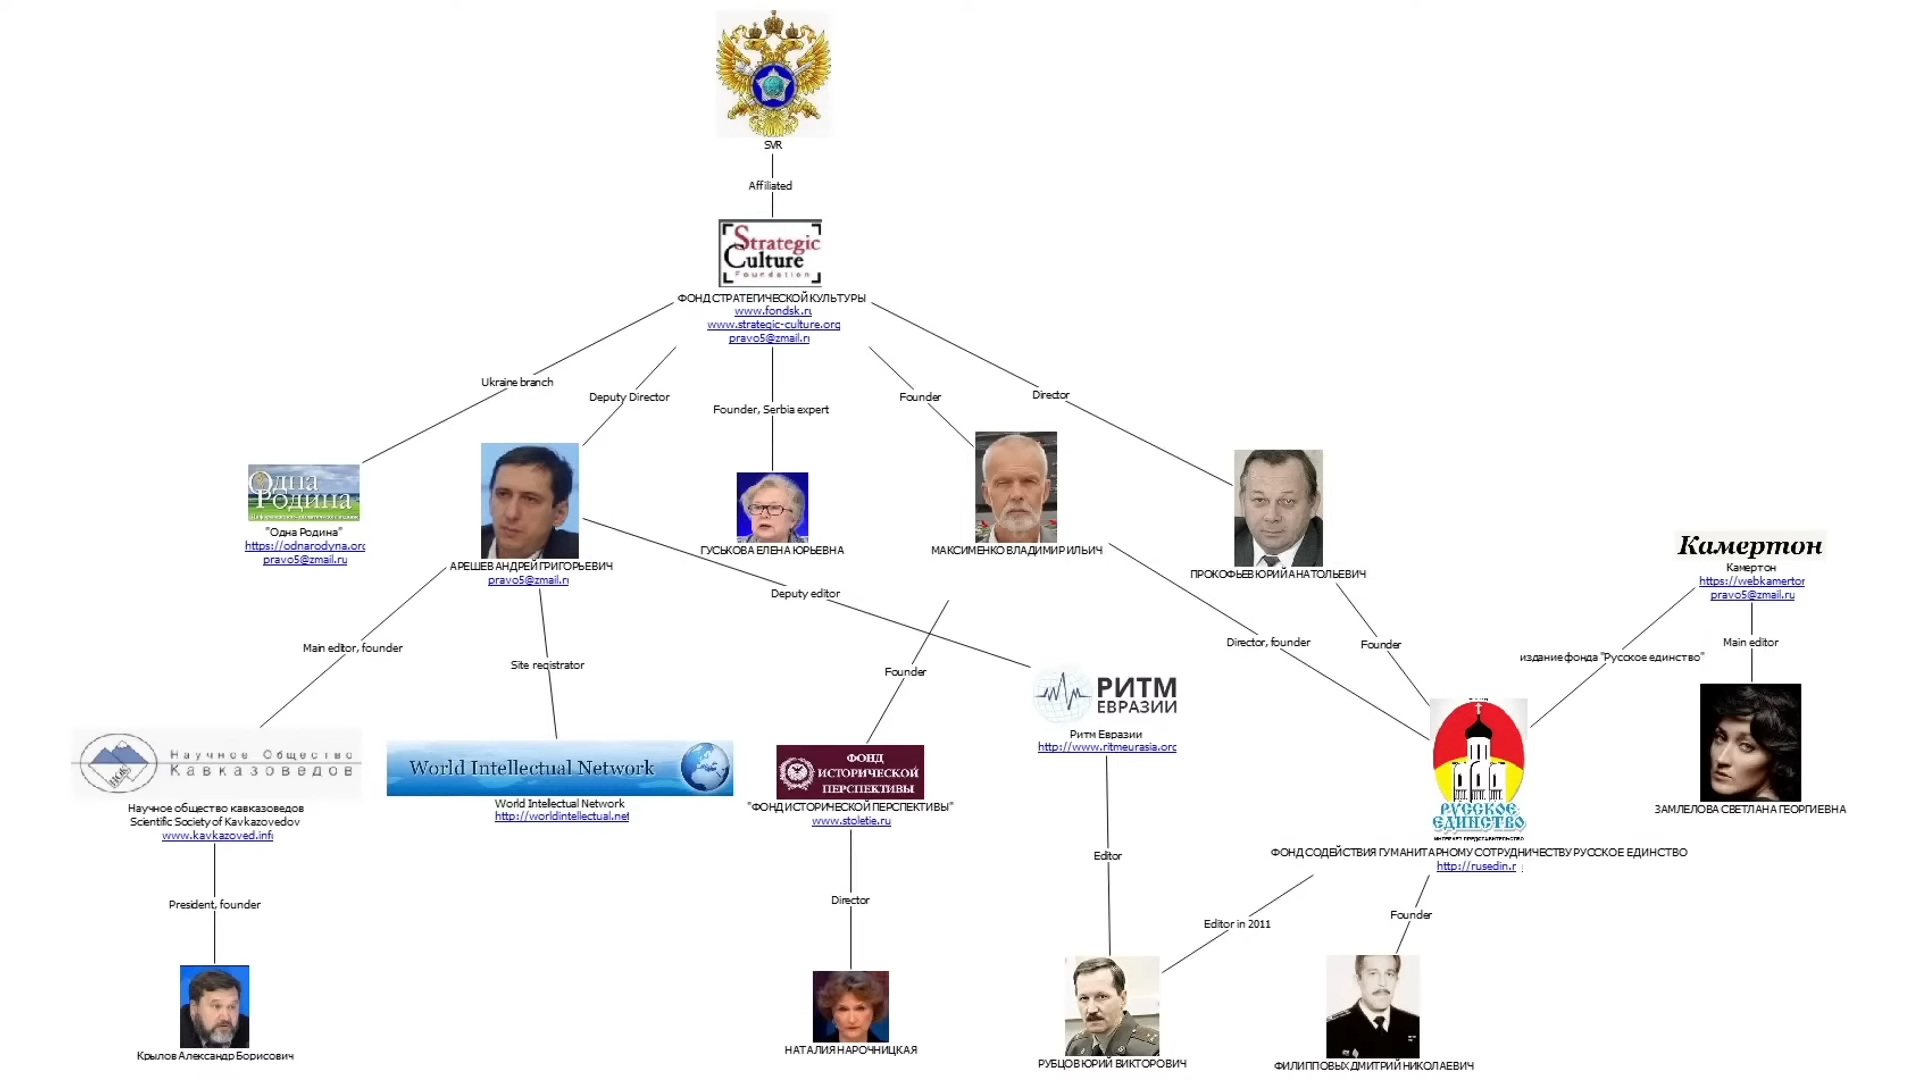 SVR
Affiliated
Strategic
Culture
Foundation
ФОНД СТРАТЕГИЧЕСКОЙ КУЛЬТУРЫ
www.fondsk.ru
www.strategic-culture.org
pravo5@zmail.ru
Ukraine branch
Deputy Director
Founder, Serbia expert
Founder
Director
Одна
Родина
"Одна Родина"
https://odnarodyna.org
pravo5@zmail.ru
АРЕШЕВ АНДРЕЙ ГРИГОРЬЕВИЧ
pravo5@zmail.ru
ГУСЬКОВА ЕЛЕНА ЮРЬЕВНА
МАКСИМЕНКО ВЛАДИМИР ИЛЬИЧ
ПРОКОФЬЕВ ЮРИЙ АНАТОЛЬЕВИЧ
Камертон
Камертон
https://webkamerton
pravo5@zmail.ru
Main editor, founder
Site registrator
Deputy editor
Founder
Director, founder
Founder
издание фонда "Русское единство"
Main editor
Научное Общество
Кавказоведов
Научное общество кавказоведов
Scientific Society of Kavkazovedov
www.kavkazoved.info
World Intellectual Network
World Intellectual Network
http://worldintellectual.net
ФОНД
ИСТОРИЧЕСКОЙ
ПЕРСПЕКТИВЫ
"ФОНД ИСТОРИЧЕСКОЙ ПЕРСПЕКТИВЫ"
www.stoletie.ru
РИТМ
ЕВРАЗИИ
Ритм Евразии
http://www.ritmeurasia.org
РУССКОЕ
ЕДИНСТВО
ИНТЕРНЕТ-ПРЕДСТАВИТЕЛЬСТВО
ФОНД СОДЕЙСТВИЯ ГУМАНИТАРНОМУ СОТРУДНИЧЕСТВУ РУССКОЕ ЕДИНСТВО
http://rusedin.r
ЗАМЛЕЛОВА СВЕТЛАНА ГЕОРГИЕВНА
President, founder
Director
Editor
Editor in 2011
Founder
Крылов Александр Борисович
НАТАЛИЯ НАРОЧНИЦКАЯ
РУБЦОВ ЮРИЙ ВИКТОРОВИЧ
ФИЛИППОВЫХ ДМИТРИЙ НИКОЛАЕВИЧ